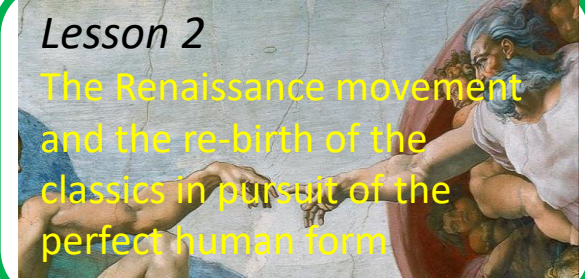 Lesson 2
The Renaissance movement
and the re-birth of the
classics in pursuit of the
perfect human form